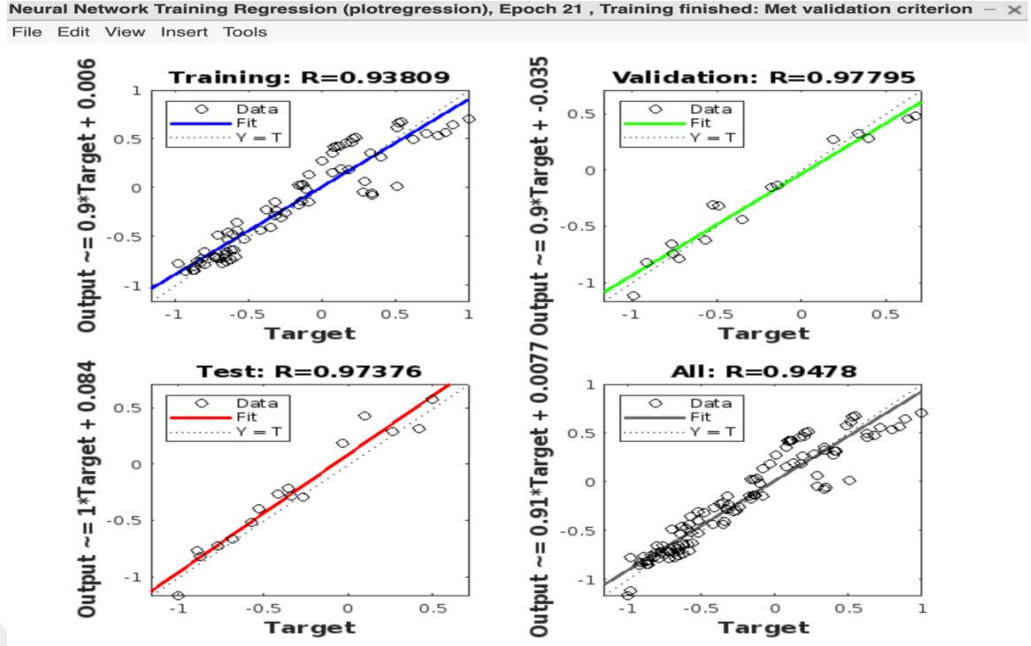 Neural Network Training Regression (plotregression), Epoch 21 , Training finished: Met validation criterion
File Edit View Insert Tools
Training: R=0.93809
Output ~= 0.9*Target + 0.006
Data
Fit
Y = T
1
0.5
0
-0.5
-1
-1 -0.5 0 0.5 1
Target
Validation: R=0.97795
Output ~= 0.9*Target + -0.035
Data
Fit
Y = T
0.5
0
-0.5
-1
-1 -0.5 0 0.5
Target
Test: R=0.97376
Output ~= 1*Target + 0.084
Data
Fit
Y = T
0.5
0
-0.5
-1
-1 -0.5 0 0.5
Target
All: R=0.9478
Output ~= 0.91*Target + 0.0077
Data
Fit
Y = T
1
0.5
0
-0.5
-1
-1 -0.5 0 0.5 1
Target